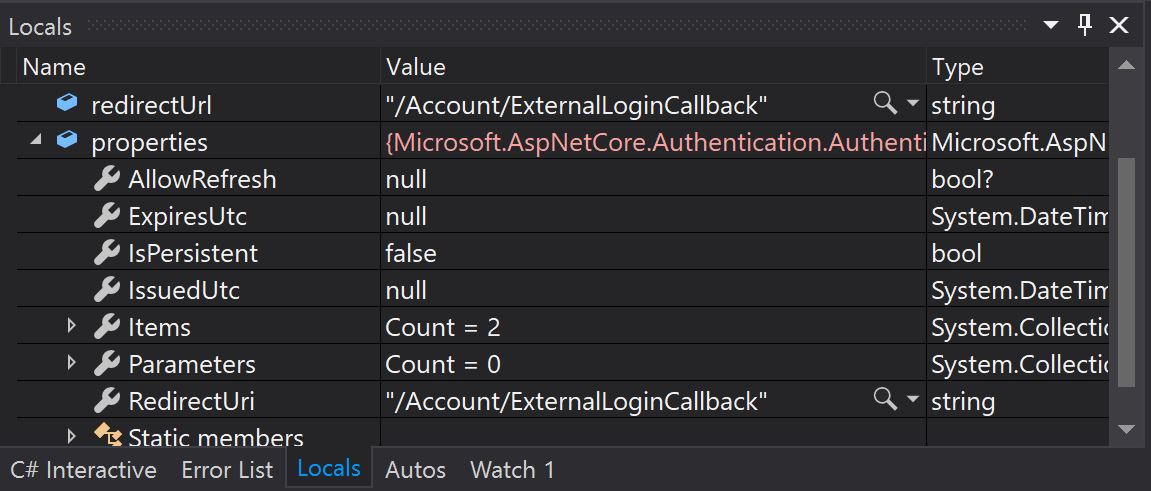 Locals
Name Value Type
redirectUrl "/Account/ExternalLoginCallback" string
properties {Microsoft.AspNetCore.Authentication.Authenti Microsoft.AspN
AllowRefresh null bool?
ExpiresUtc null System.DateTim
IsPersistent false bool
IssuedUtc null System.DateTim
Items Count = 2 System.Collectic
Parameters Count = 0 System.Collectic
RedirectUri "/Account/ExternalLoginCallback" string
Static members
C# Interactive Error List Locals Autos Watch 1